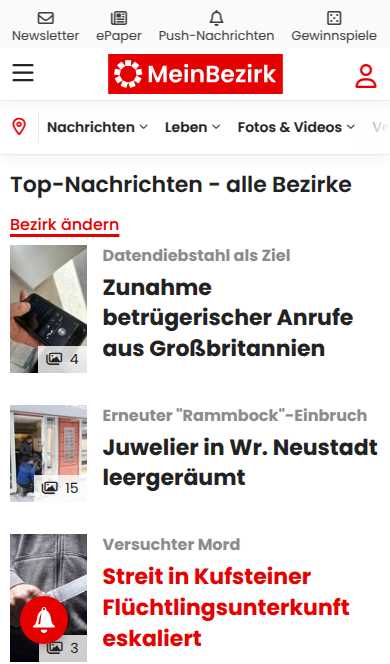 Newsletter ePaper Push-Nachrichten Gewinnspiele
MeinBezirk
Nachrichten Leben Fotos & Videos
Top-Nachrichten - alle Bezirke
Bezirk ändern
Datendiebstahl als Ziel
Zunahme
betrügerischer Anrufe
aus Großbritannien
4
Erneuter "Rammbock"-Einbruch
Juwelier in Wr. Neustadt
leergeräumt
15
Versuchter Mord
Streit in Kufsteiner
Flüchtlingsunterkunft
eskaliert
3